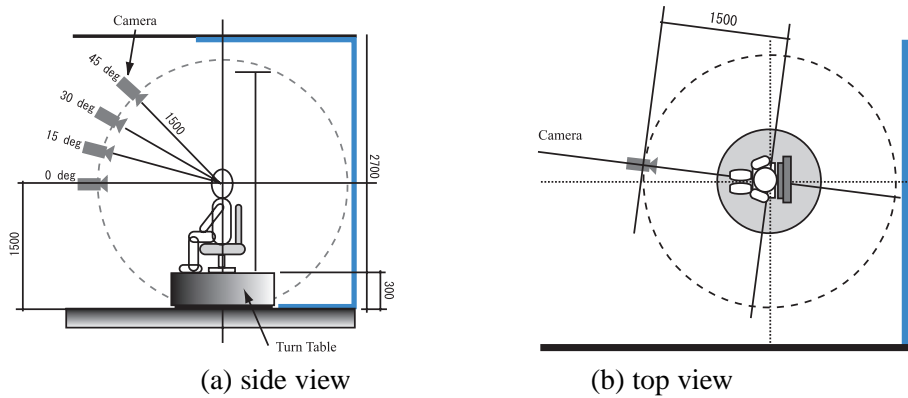 Camera
45 deg
30 deg
15 deg
0 deg
1500
1500
2700
300
Turn Table
(a) side view
1500
Camera
(b) top view